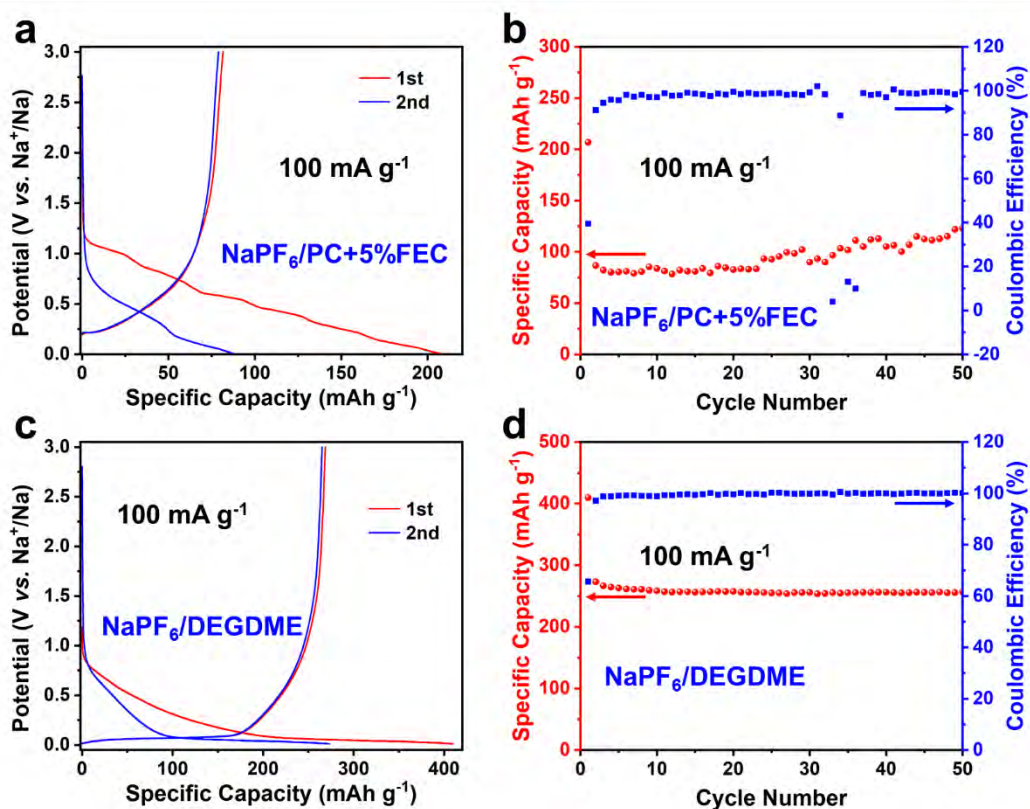 a
3.0
2.5
2.0
1.5
1.0
0.5
0.0
Potential (V vs. Na⁺/Na)
1st
2nd
100 mA g⁻¹
NaPF₆/PC+5%FEC
0 50 100 150 200
Specific Capacity (mAh g⁻¹)
b
300
250
200
150
100
50
0
Specific Capacity (mAh g⁻¹)
100 mA g⁻¹
NaPF₆/PC+5%FEC
120
100
80
60
40
20
0
-20
Coulombic Efficiency (%)
0 10 20 30 40 50
Cycle Number
c
3.0
2.5
2.0
1.5
1.0
0.5
0.0
Potential (V vs. Na⁺/Na)
100 mA g⁻¹
1st
2nd
NaPF₆/DEGDME
0 100 200 300 400
Specific Capacity (mAh g⁻¹)
d
500
400
300
200
100
0
Specific Capacity (mAh g⁻¹)
100 mA g⁻¹
NaPF₆/DEGDME
120
100
80
60
40
20
0
Coulombic Efficiency (%)
0 10 20 30 40 50
Cycle Number